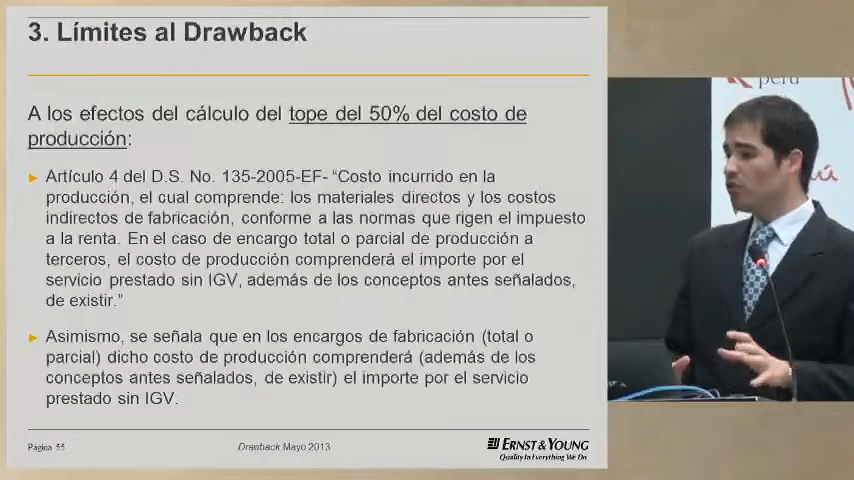 3. Límites al Drawback
A los efectos del cálculo del tope del 50% del costo de
producción:
► Artículo 4 del D.S. No. 135-2005-EF- “Costo incurrido en la
producción, el cual comprende: los materiales directos y los costos
indirectos de fabricación, conforme a las normas que rigen el impuesto
a la renta. En el caso de encargo total o parcial de producción a
terceros, el costo de producción comprenderá el importe por el
servicio prestado sin IGV, además de los conceptos antes señalados,
de existir.”
► Asimismo, se señala que en los encargos de fabricación (total o
parcial) dicho costo de producción comprenderá (además de los
conceptos antes señalados, de existir) el importe por el servicio
prestado sin IGV.
Página 55
Drawback Mayo 2013
ERNST & YOUNG
Quality In Everything We Do
perú